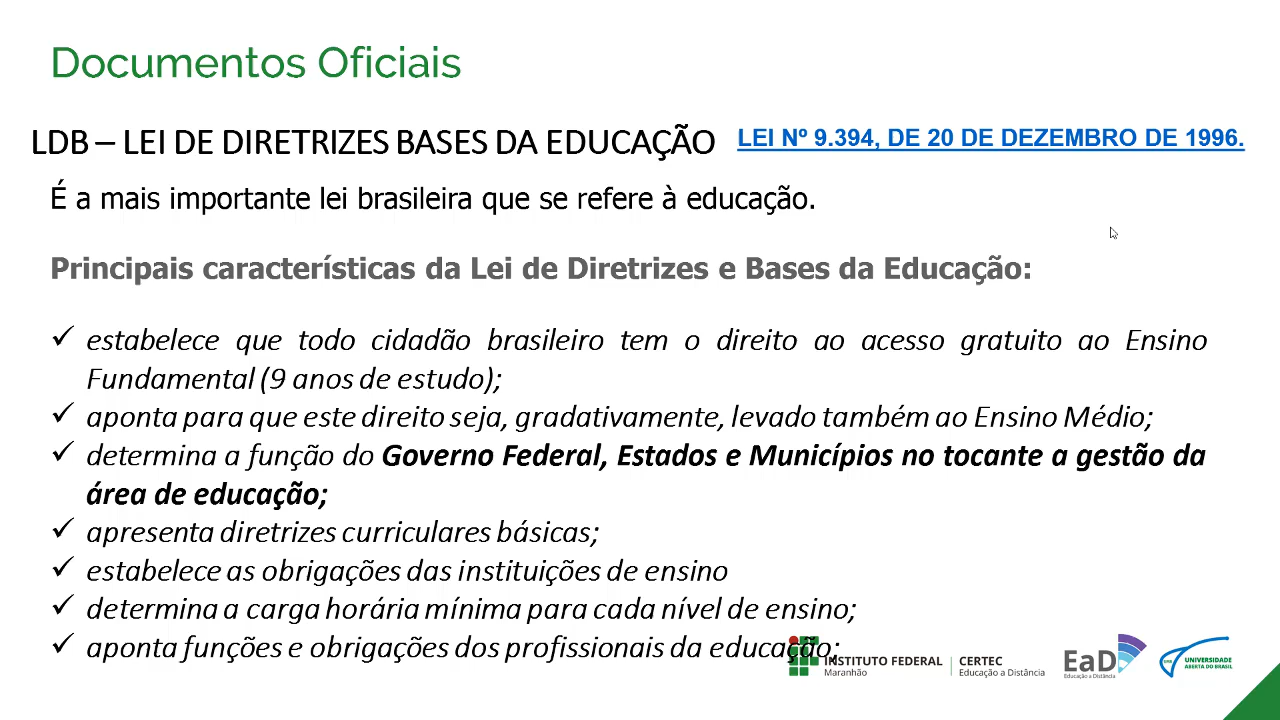 Documentos Oficiais
LDB – LEI DE DIRETRIZES BASES DA EDUCAÇÃO LEI Nº 9.394, DE 20 DE DEZEMBRO DE 1996.
É a mais importante lei brasileira que se refere à educação.
Principais características da Lei de Diretrizes e Bases da Educação:
✓ estabelece que todo cidadão brasileiro tem o direito ao acesso gratuito ao Ensino
Fundamental (9 anos de estudo);
✓ aponta para que este direito seja, gradativamente, levado também ao Ensino Médio;
✓ determina a função do Governo Federal, Estados e Municípios no tocante a gestão da
área de educação;
✓ apresenta diretrizes curriculares básicas;
✓ estabelece as obrigações das instituições de ensino
✓ determina a carga horária mínima para cada nível de ensino;
✓ aponta funções e obrigações dos profissionais da educação;
INSTITUTO FEDERAL
Maranhão
CERTEC
Educação a Distância
EaD
Educação a Distância
UAB
UNIVERSIDADE
ABERTA DO BRASIL